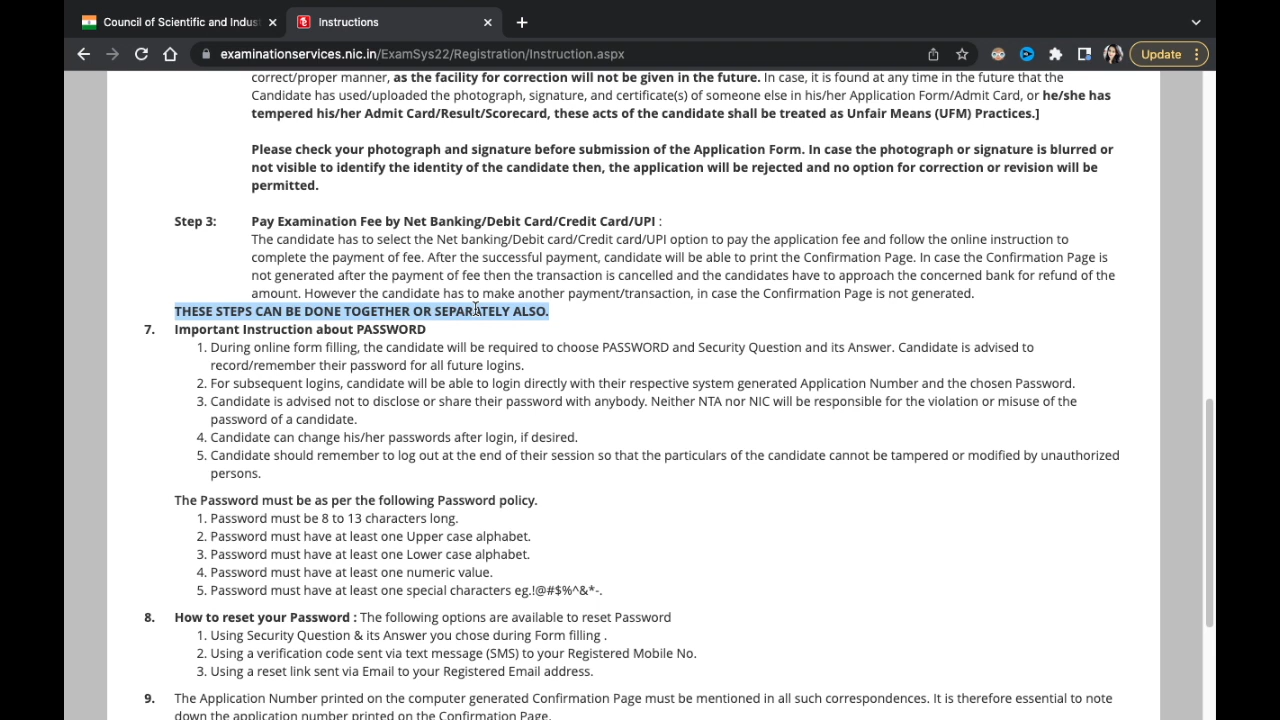 Council of Scientific and Indust
Instructions
examinationservices.nic.in/ExamSys22/Registration/Instruction.aspx
Update
correct/proper manner, as the facility for correction will not be given in the future. In case, it is found at any time in the future that the
Candidate has used/uploaded the photograph, signature, and certificate(s) of someone else in his/her Application Form/Admit Card, or he/she has
tempered his/her Admit Card/Result/Scorecard, these acts of the candidate shall be treated as Unfair Means (UFM) Practices.]
Please check your photograph and signature before submission of the Application Form. In case the photograph or signature is blurred or
not visible to identify the identity of the candidate then, the application will be rejected and no option for correction or revision will be
permitted.
Step 3: Pay Examination Fee by Net Banking/Debit Card/Credit Card/UPI :
The candidate has to select the Net banking/Debit card/Credit card/UPI option to pay the application fee and follow the online instruction to
complete the payment of fee. After the successful payment, candidate will be able to print the Confirmation Page. In case the Confirmation Page is
not generated after the payment of fee then the transaction is cancelled and the candidates have to approach the concerned bank for refund of the
amount. However the candidate has to make another payment/transaction, in case the Confirmation Page is not generated.
THESE STEPS CAN BE DONE TOGETHER OR SEPARATELY ALSO.
7. Important Instruction about PASSWORD
1. During online form filling, the candidate will be required to choose PASSWORD and Security Question and its Answer. Candidate is advised to
record/remember their password for all future logins.
2. For subsequent logins, candidate will be able to login directly with their respective system generated Application Number and the chosen Password.
3. Candidate is advised not to disclose or share their password with anybody. Neither NTA nor NIC will be responsible for the violation or misuse of the
password of a candidate.
4. Candidate can change his/her passwords after login, if desired.
5. Candidate should remember to log out at the end of their session so that the particulars of the candidate cannot be tampered or modified by unauthorized
persons.
The Password must be as per the following Password policy.
1. Password must be 8 to 13 characters long.
2. Password must have at least one Upper case alphabet.
3. Password must have at least one Lower case alphabet.
4. Password must have at least one numeric value.
5. Password must have at least one special characters eg.!@#$%^&*-.
8. How to reset your Password : The following options are available to reset Password
1. Using Security Question & its Answer you chose during Form filling .
2. Using a verification code sent via text message (SMS) to your Registered Mobile No.
3. Using a reset link sent via Email to your Registered Email address.
9. The Application Number printed on the computer generated Confirmation Page must be mentioned in all such correspondences. It is therefore essential to note
down the application number printed on the Confirmation Page.